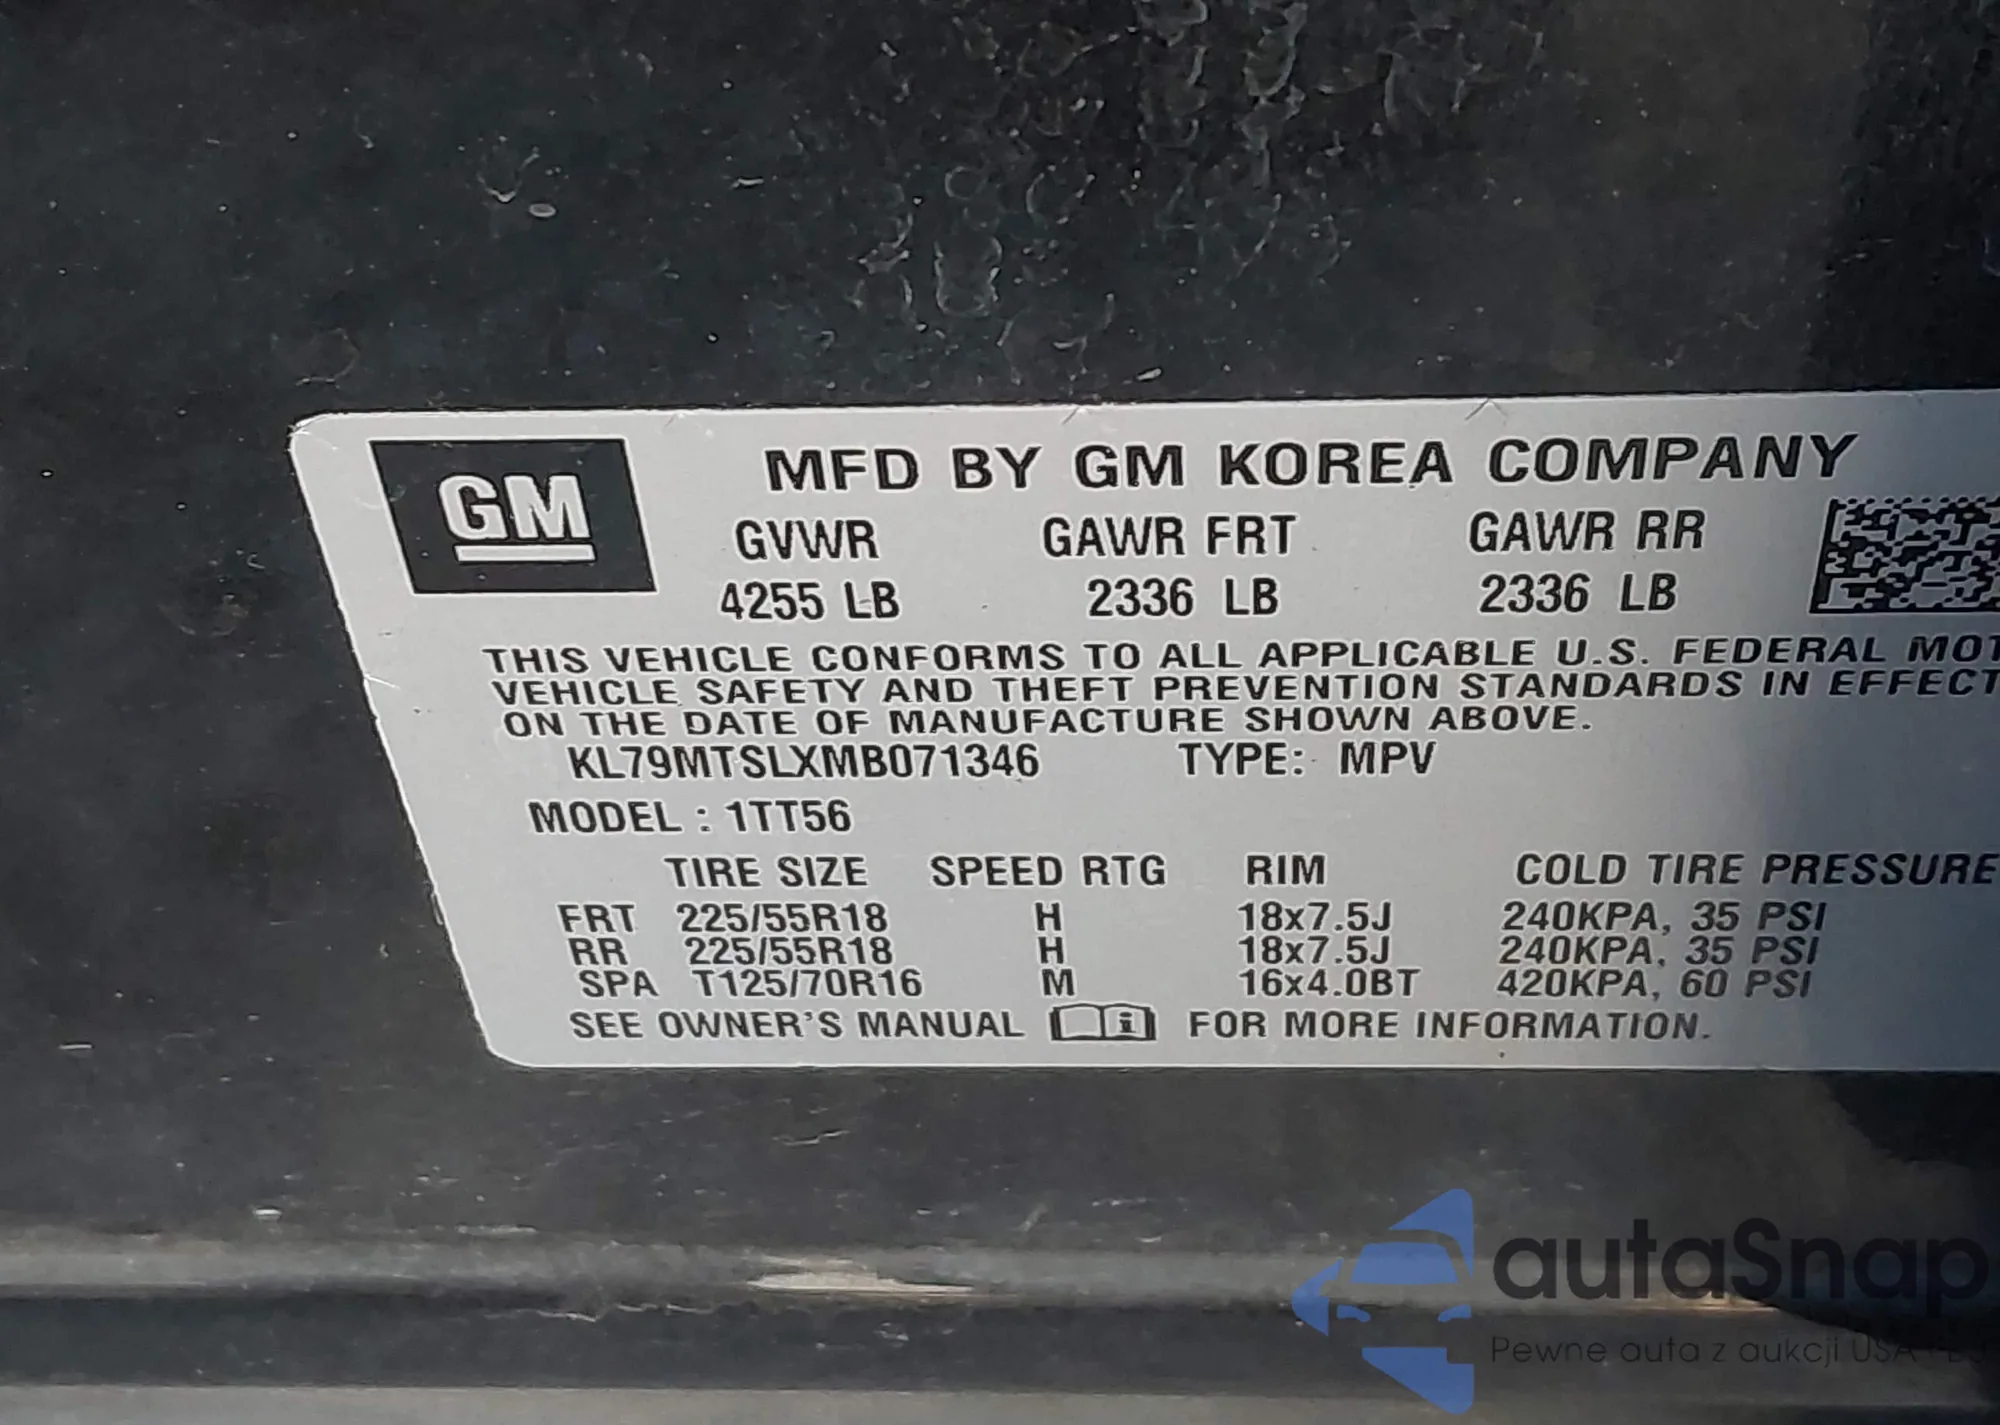 GM
MFD BY GM KOREA COMPANY
GVWR GAWR FRT GAWR RR
4255 LB 2336 LB 2336 LB
THIS VEHICLE CONFORMS TO ALL APPLICABLE U.S. FEDERAL MOT
VEHICLE SAFETY AND THEFT PREVENTION STANDARDS IN EFFECT
ON THE DATE OF MANUFACTURE SHOWN ABOVE.
KL79MTSLXMB071346 TYPE: MPV
MODEL : 1TT56
TIRE SIZE SPEED RTG RIM COLD TIRE PRESSURE
FRT 225/55R18 H 18x7.5J 240KPA, 35 PSI
RR 225/55R18 H 18x7.5J 240KPA, 35 PSI
SPA T125/70R16 M 16x4.0BT 420KPA, 60 PSI
SEE OWNER'S MANUAL i FOR MORE INFORMATION.
autaSnap
Pewne auta z aukcji USA